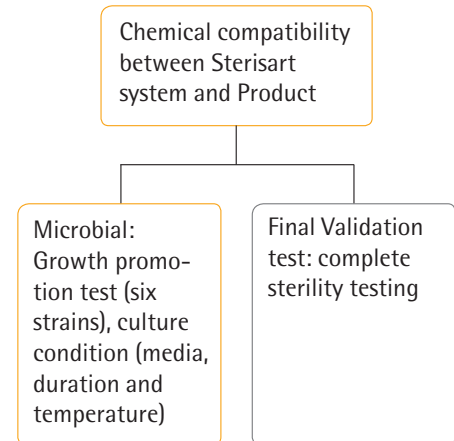 Chemical compatibility
between Sterisart
system and Product
Microbial:
Growth promo-
tion test (six
strains), culture
condition (media,
duration and
temperature)
Final Validation
test: complete
sterility testing